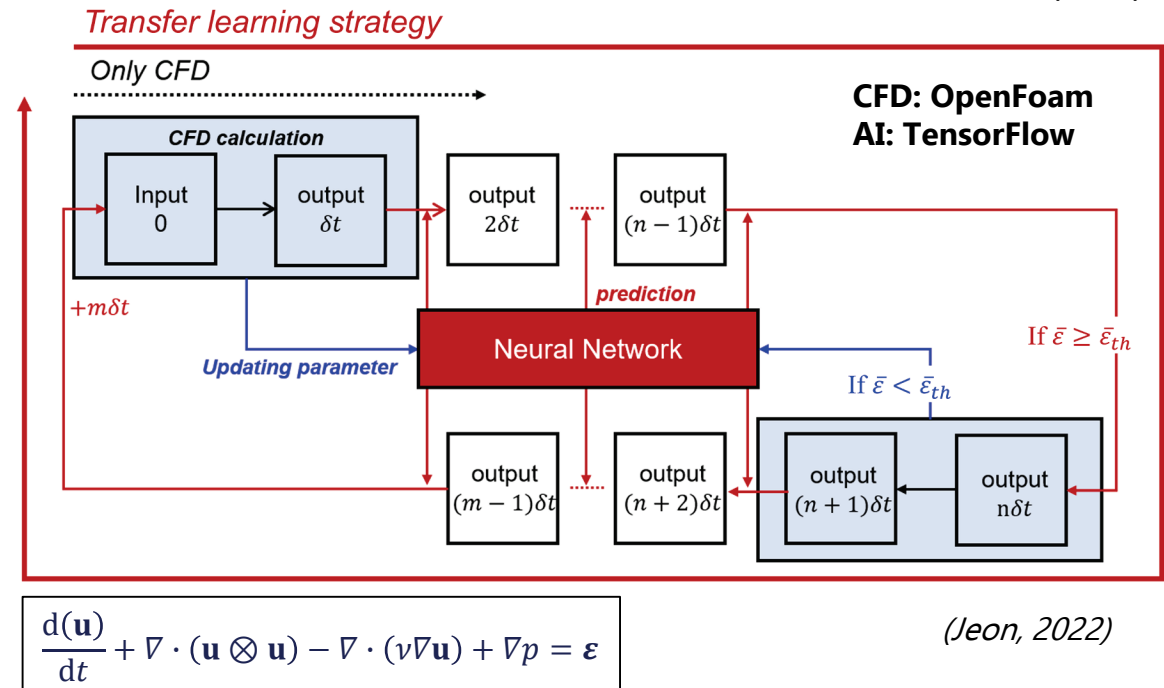 Transfer learning strategy
Only CFD
CFD: OpenFoam
AI: TensorFlow
CFD calculation
Input
0
output
δt
output
2δt
output
(n − 1)δt
+mδt
prediction
Neural Network
Updating parameter
If ε̄ ≥ ε̄_th
If ε̄ < ε̄_th
output
(m − 1)δt
output
(n + 2)δt
output
(n + 1)δt
output
nδt
d(u)/dt + ∇ · (u ⊗ u) − ∇ · (ν∇u) + ∇p = ε
(Jeon, 2022)